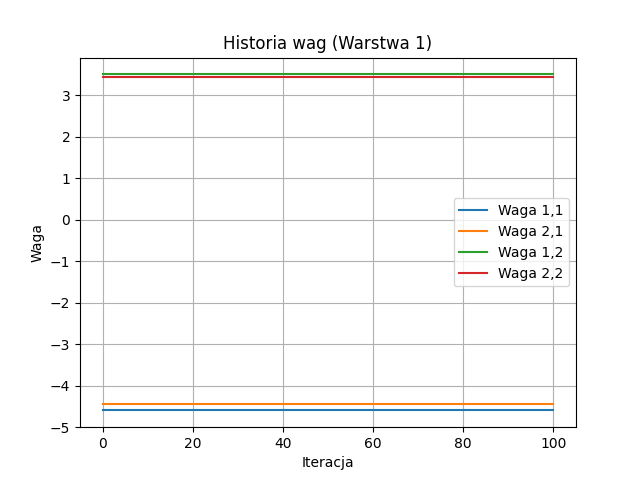 Historia wag (Warstwa 1)
Waga
3
2
1
0
−1
−2
−3
−4
−5
Waga 1,1
Waga 2,1
Waga 1,2
Waga 2,2
0 20 40 60 80 100
Iteracja